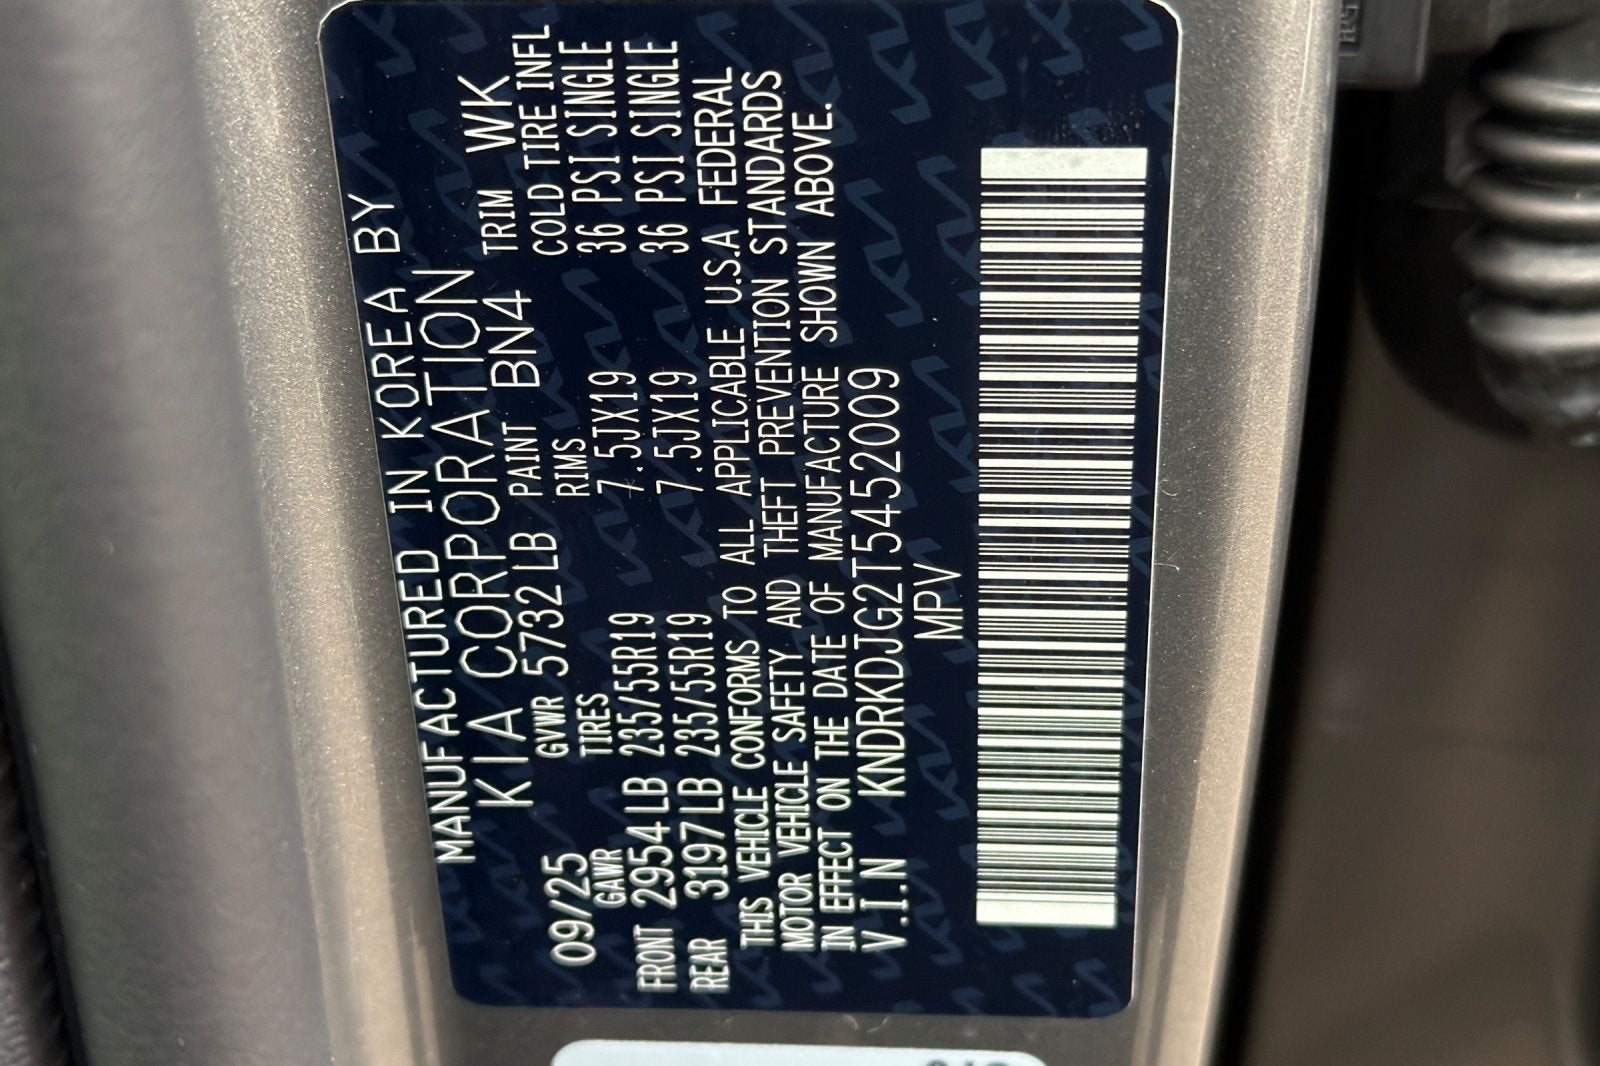 MANUFACTURED IN KOREA BY
KIA CORPORATION
09/25 GVWR 5732 LB PAINT BN4 TRIM WK
GAWR TIRES RIMS COLD TIRE INFL
FRONT 2954 LB 235/55R19 7.5JX19 36 PSI SINGLE
REAR 3197 LB 235/55R19 7.5JX19 36 PSI SINGLE
THIS VEHICLE CONFORMS TO ALL APPLICABLE U.S.A FEDERAL
MOTOR VEHICLE SAFETY AND THEFT PREVENTION STANDARDS
IN EFFECT ON THE DATE OF MANUFACTURE SHOWN ABOVE.
V.I.N KNDRKDJG2T5452009
MPV